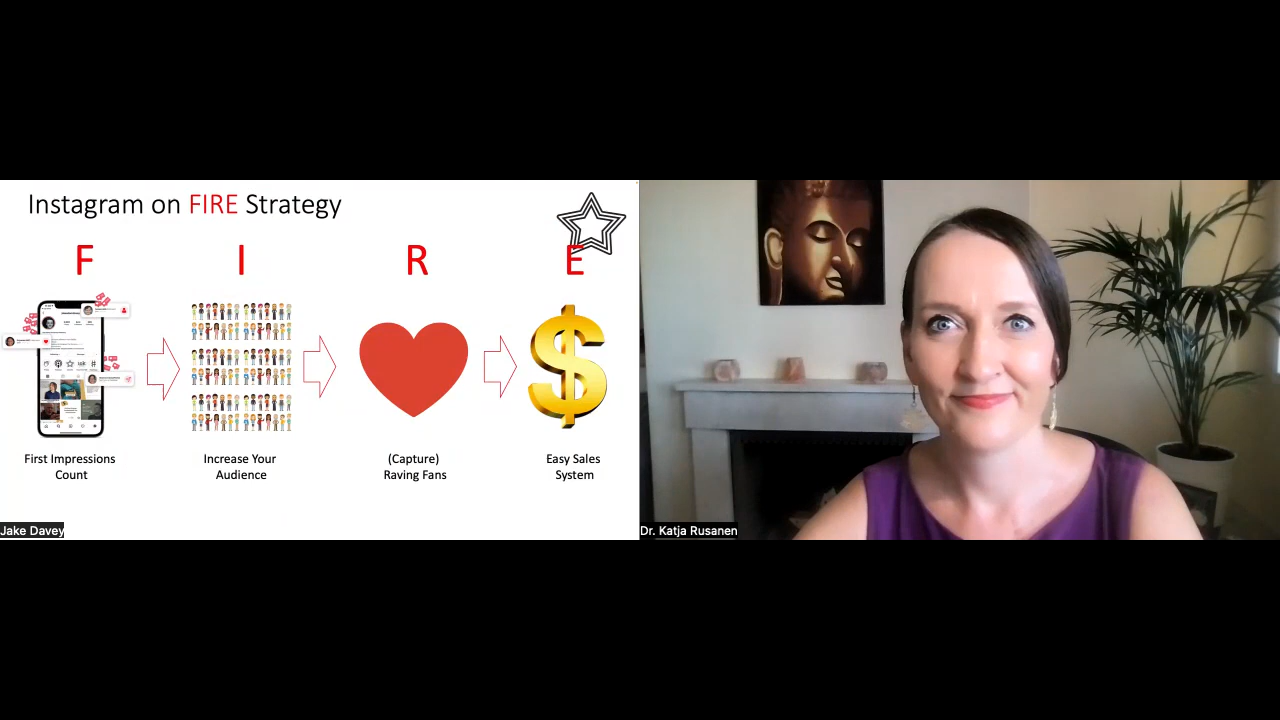 Instagram on FIRE Strategy
F I R E
First Impressions
Count
Increase Your
Audience
(Capture)
Raving Fans
Easy Sales
System
Jake Davey
Dr. Katja Rusanen